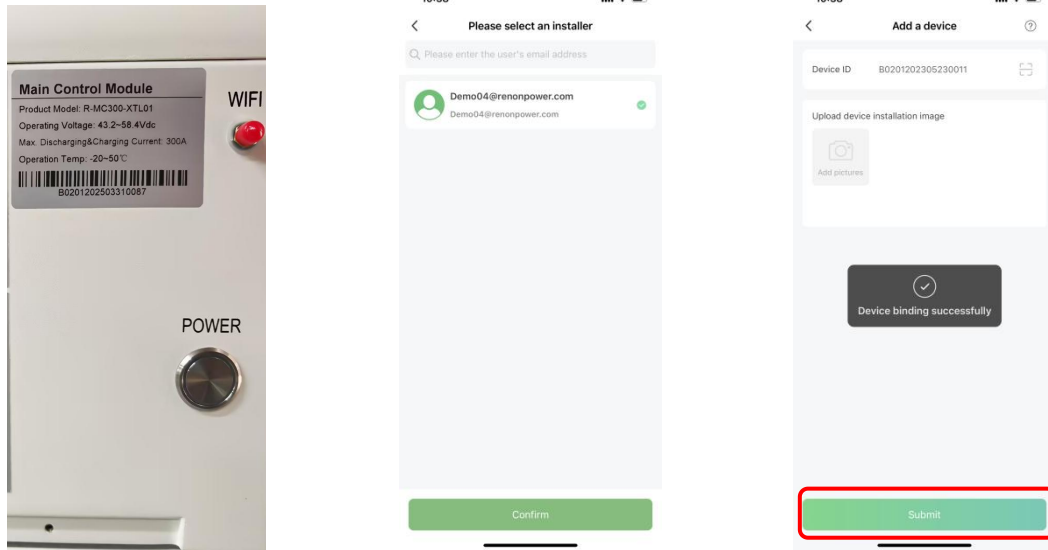 Main Control Module
Product Model: R-MC300-XTL01
Operating Voltage: 43.2~58.4Vdc
Max. Discharging&Charging Current: 300A
Operation Temp: -20~50℃
B0201202503310087
WIFI
POWER
Please select an installer
Please enter the user's email address
Demo04@renonpower.com
Demo04@renonpower.com
Confirm
Add a device
Device ID B0201202305230011
Upload device installation image
Add pictures
Device binding successfully
Submit